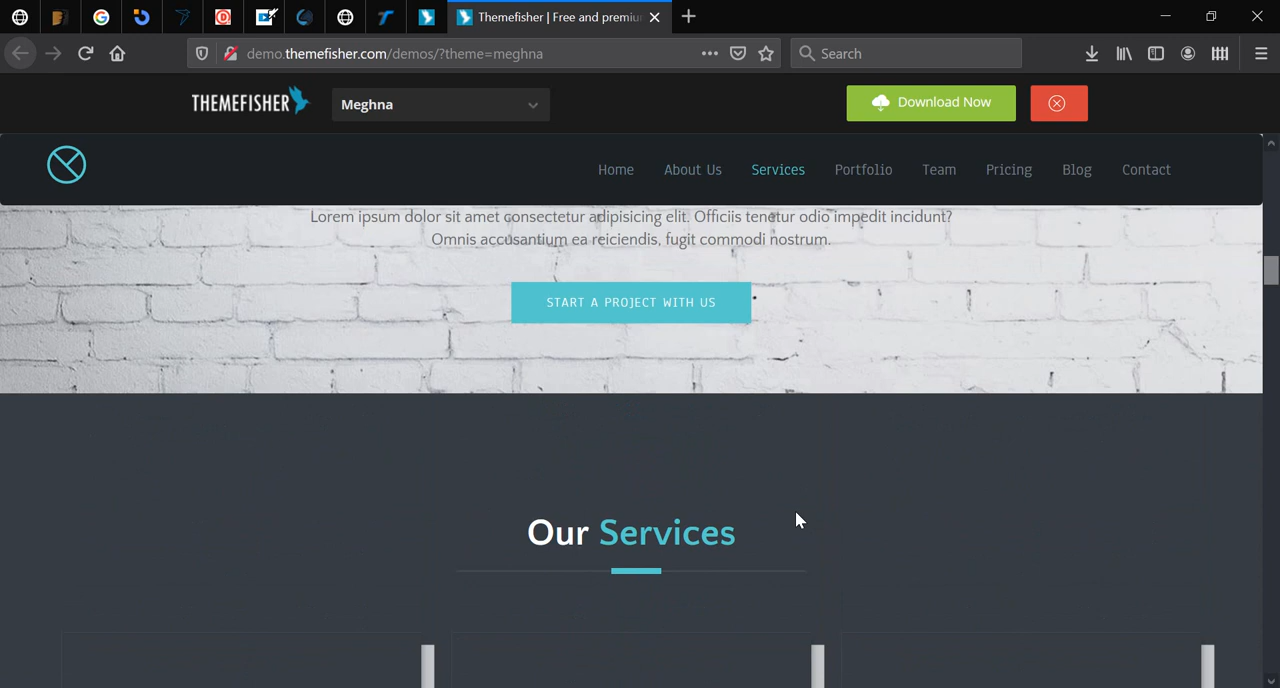 Themefisher | Free and premiu
demo.themefisher.com/demos/?theme=meghna
Search
THEMEFISHER
Meghna
Download Now
Home About Us Services Portfolio Team Pricing Blog Contact
Lorem ipsum dolor sit amet consectetur adipisicing elit. Officiis tenetur odio impedit incidunt?
Omnis accusantium ea reiciendis, fugit commodi nostrum.
START A PROJECT WITH US
Our Services